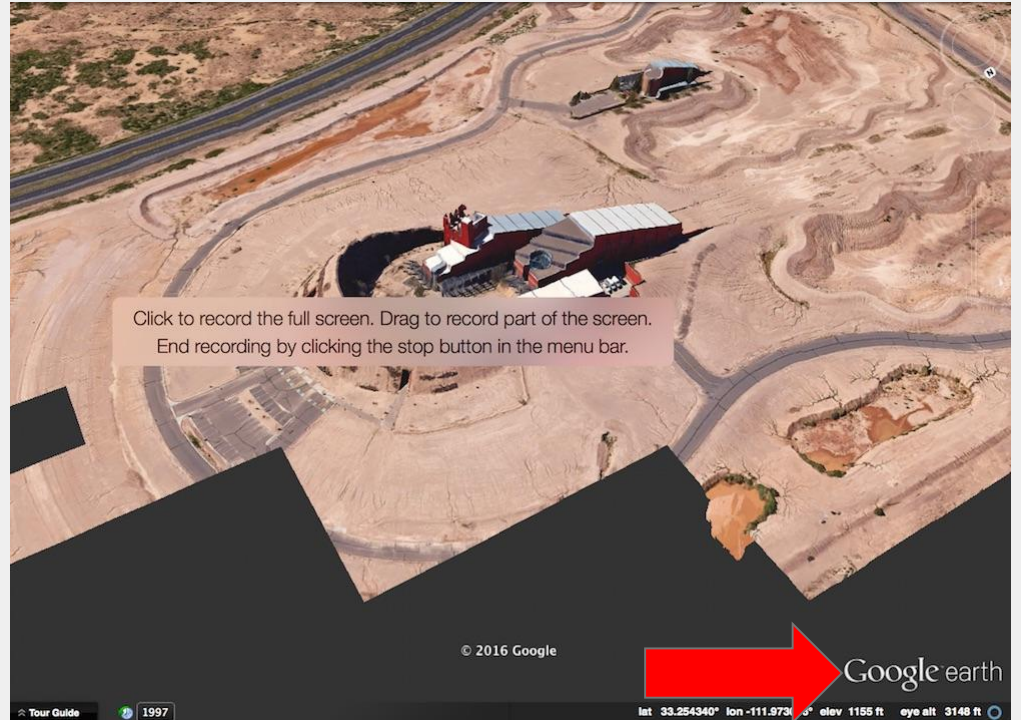 N
Click to record the full screen. Drag to record part of the screen.
End recording by clicking the stop button in the menu bar.
© 2016 Google
Google earth
Tour Guide
1997
lat 33.254340° lon elev 1155 ft eye alt 3148 ft